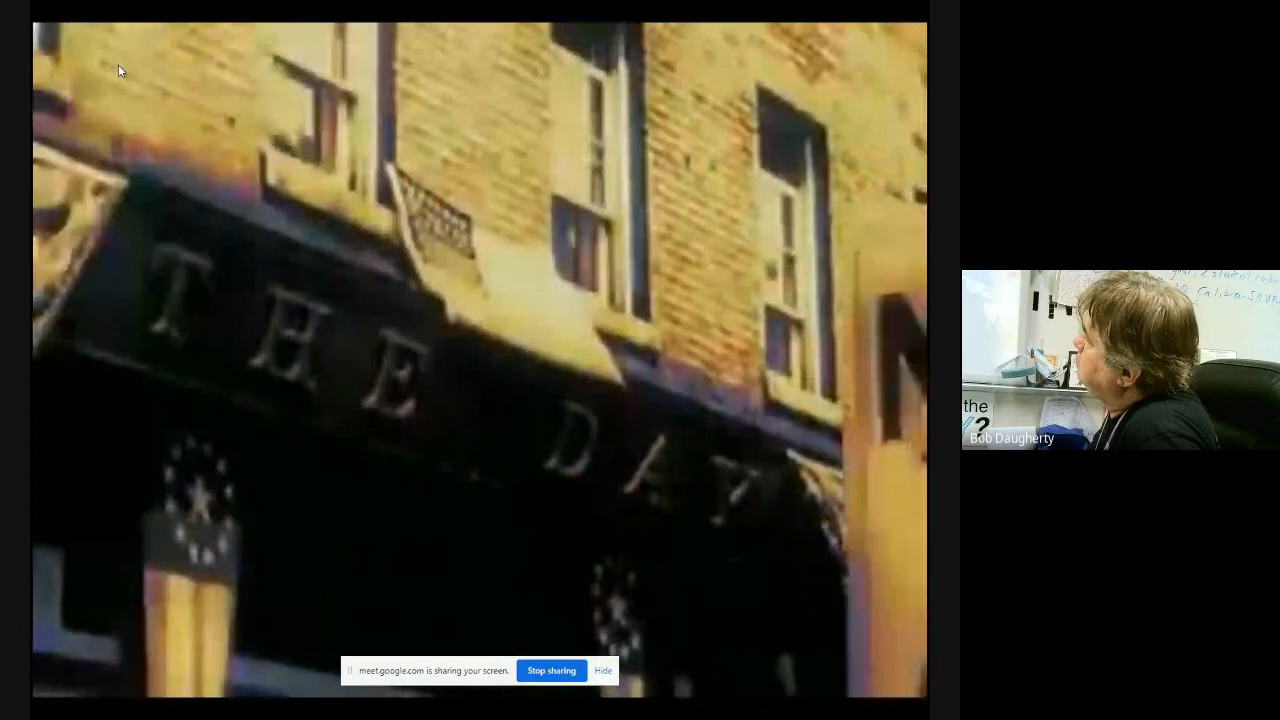 THE DAY
meet.google.com is sharing your screen.
Stop sharing
Hide
the
?
Bob Daugherty